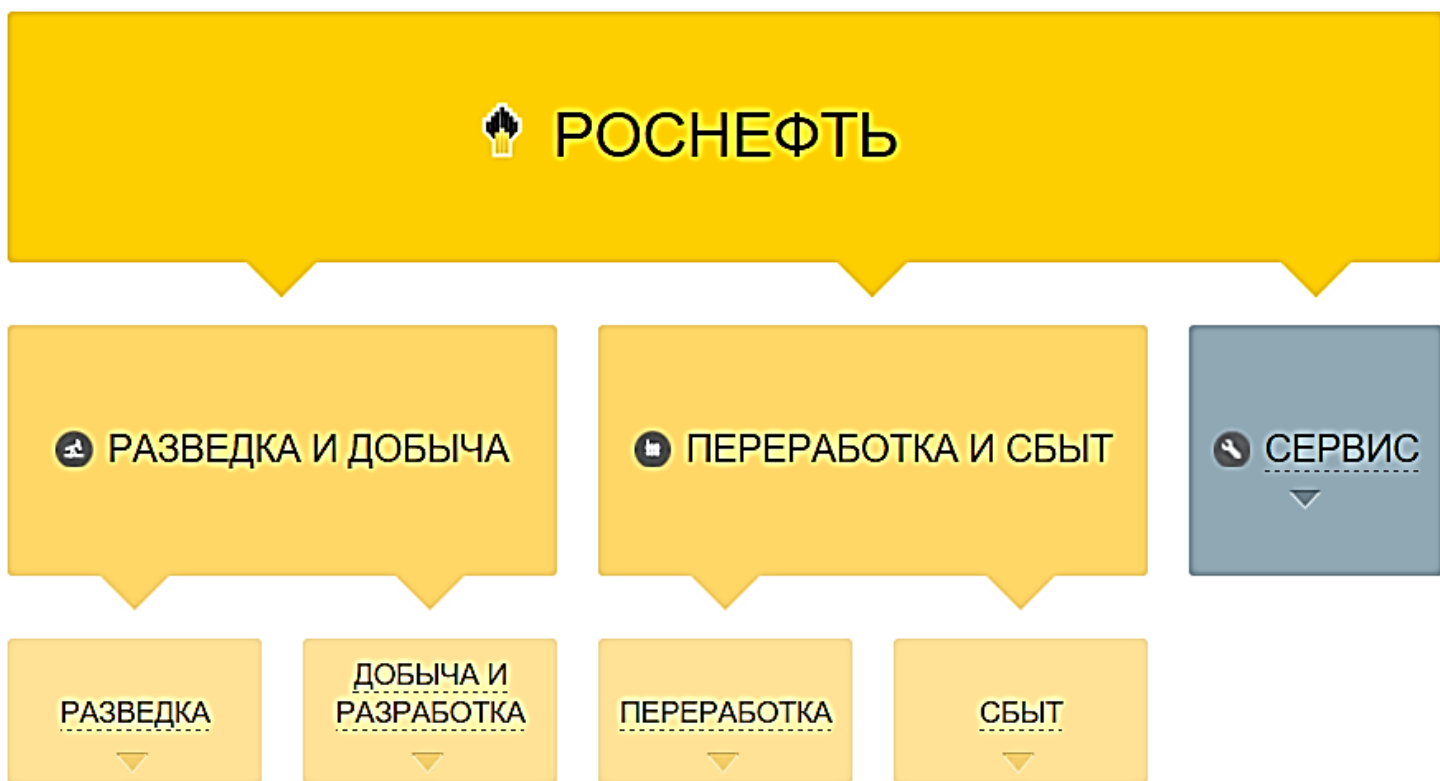 РОСНЕФТЬ
РАЗВЕДКА И ДОБЫЧА
ПЕРЕРАБОТКА И СБЫТ
СЕРВИС
РАЗВЕДКА
ДОБЫЧА И
РАЗРАБОТКА
ПЕРЕРАБОТКА
СБЫТ